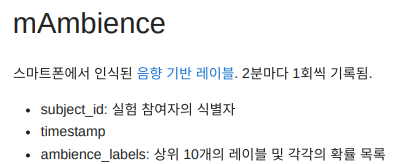 mAmbience
스마트폰에서 인식된 음향 기반 레이블. 2분마다 1회씩 기록됨.
• subject_id: 실험 참여자의 식별자
• timestamp
• ambience_labels: 상위 10개의 레이블 및 각각의 확률 목록